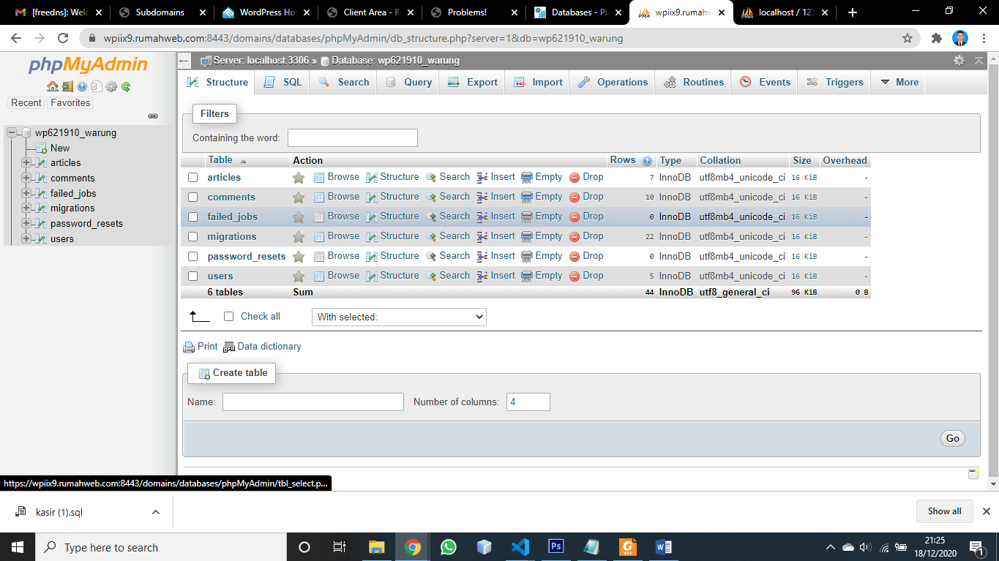 [freedns]: Welc
Subdomains
WordPress Hos
Client Area - R
Problems!
Databases - Ple
wpiix9.rumahw
localhost / 127
wpiix9.rumahweb.com:8443/domains/databases/phpMyAdmin/db_structure.php?server=1&db=wp621910_warung
phpMyAdmin
Recent Favorites
wp621910_warung
New
articles
comments
failed_jobs
migrations
password_resets
users
Server: localhost:3306 » Database: wp621910_warung
Structure SQL Search Query Export Import Operations Routines Events Triggers More
Filters
Containing the word:
Table Action Rows Type Collation Size Overhead
articles Browse Structure Search Insert Empty Drop 7 InnoDB utf8mb4_unicode_ci 16 KiB -
comments Browse Structure Search Insert Empty Drop 10 InnoDB utf8mb4_unicode_ci 16 KiB -
failed_jobs Browse Structure Search Insert Empty Drop 0 InnoDB utf8mb4_unicode_ci 16 KiB -
migrations Browse Structure Search Insert Empty Drop 22 InnoDB utf8mb4_unicode_ci 16 KiB -
password_resets Browse Structure Search Insert Empty Drop 0 InnoDB utf8mb4_unicode_ci 16 KiB -
users Browse Structure Search Insert Empty Drop 5 InnoDB utf8mb4_unicode_ci 16 KiB -
6 tables Sum 44 InnoDB utf8_general_ci 96 KiB 0 B
Check all With selected:
Print Data dictionary
Create table
Name: Number of columns: 4
Go
https://wpiix9.rumahweb.com:8443/domains/databases/phpMyAdmin/tbl_select.p...
kasir (1).sql
Show all
Type here to search
21:25
18/12/2020
1